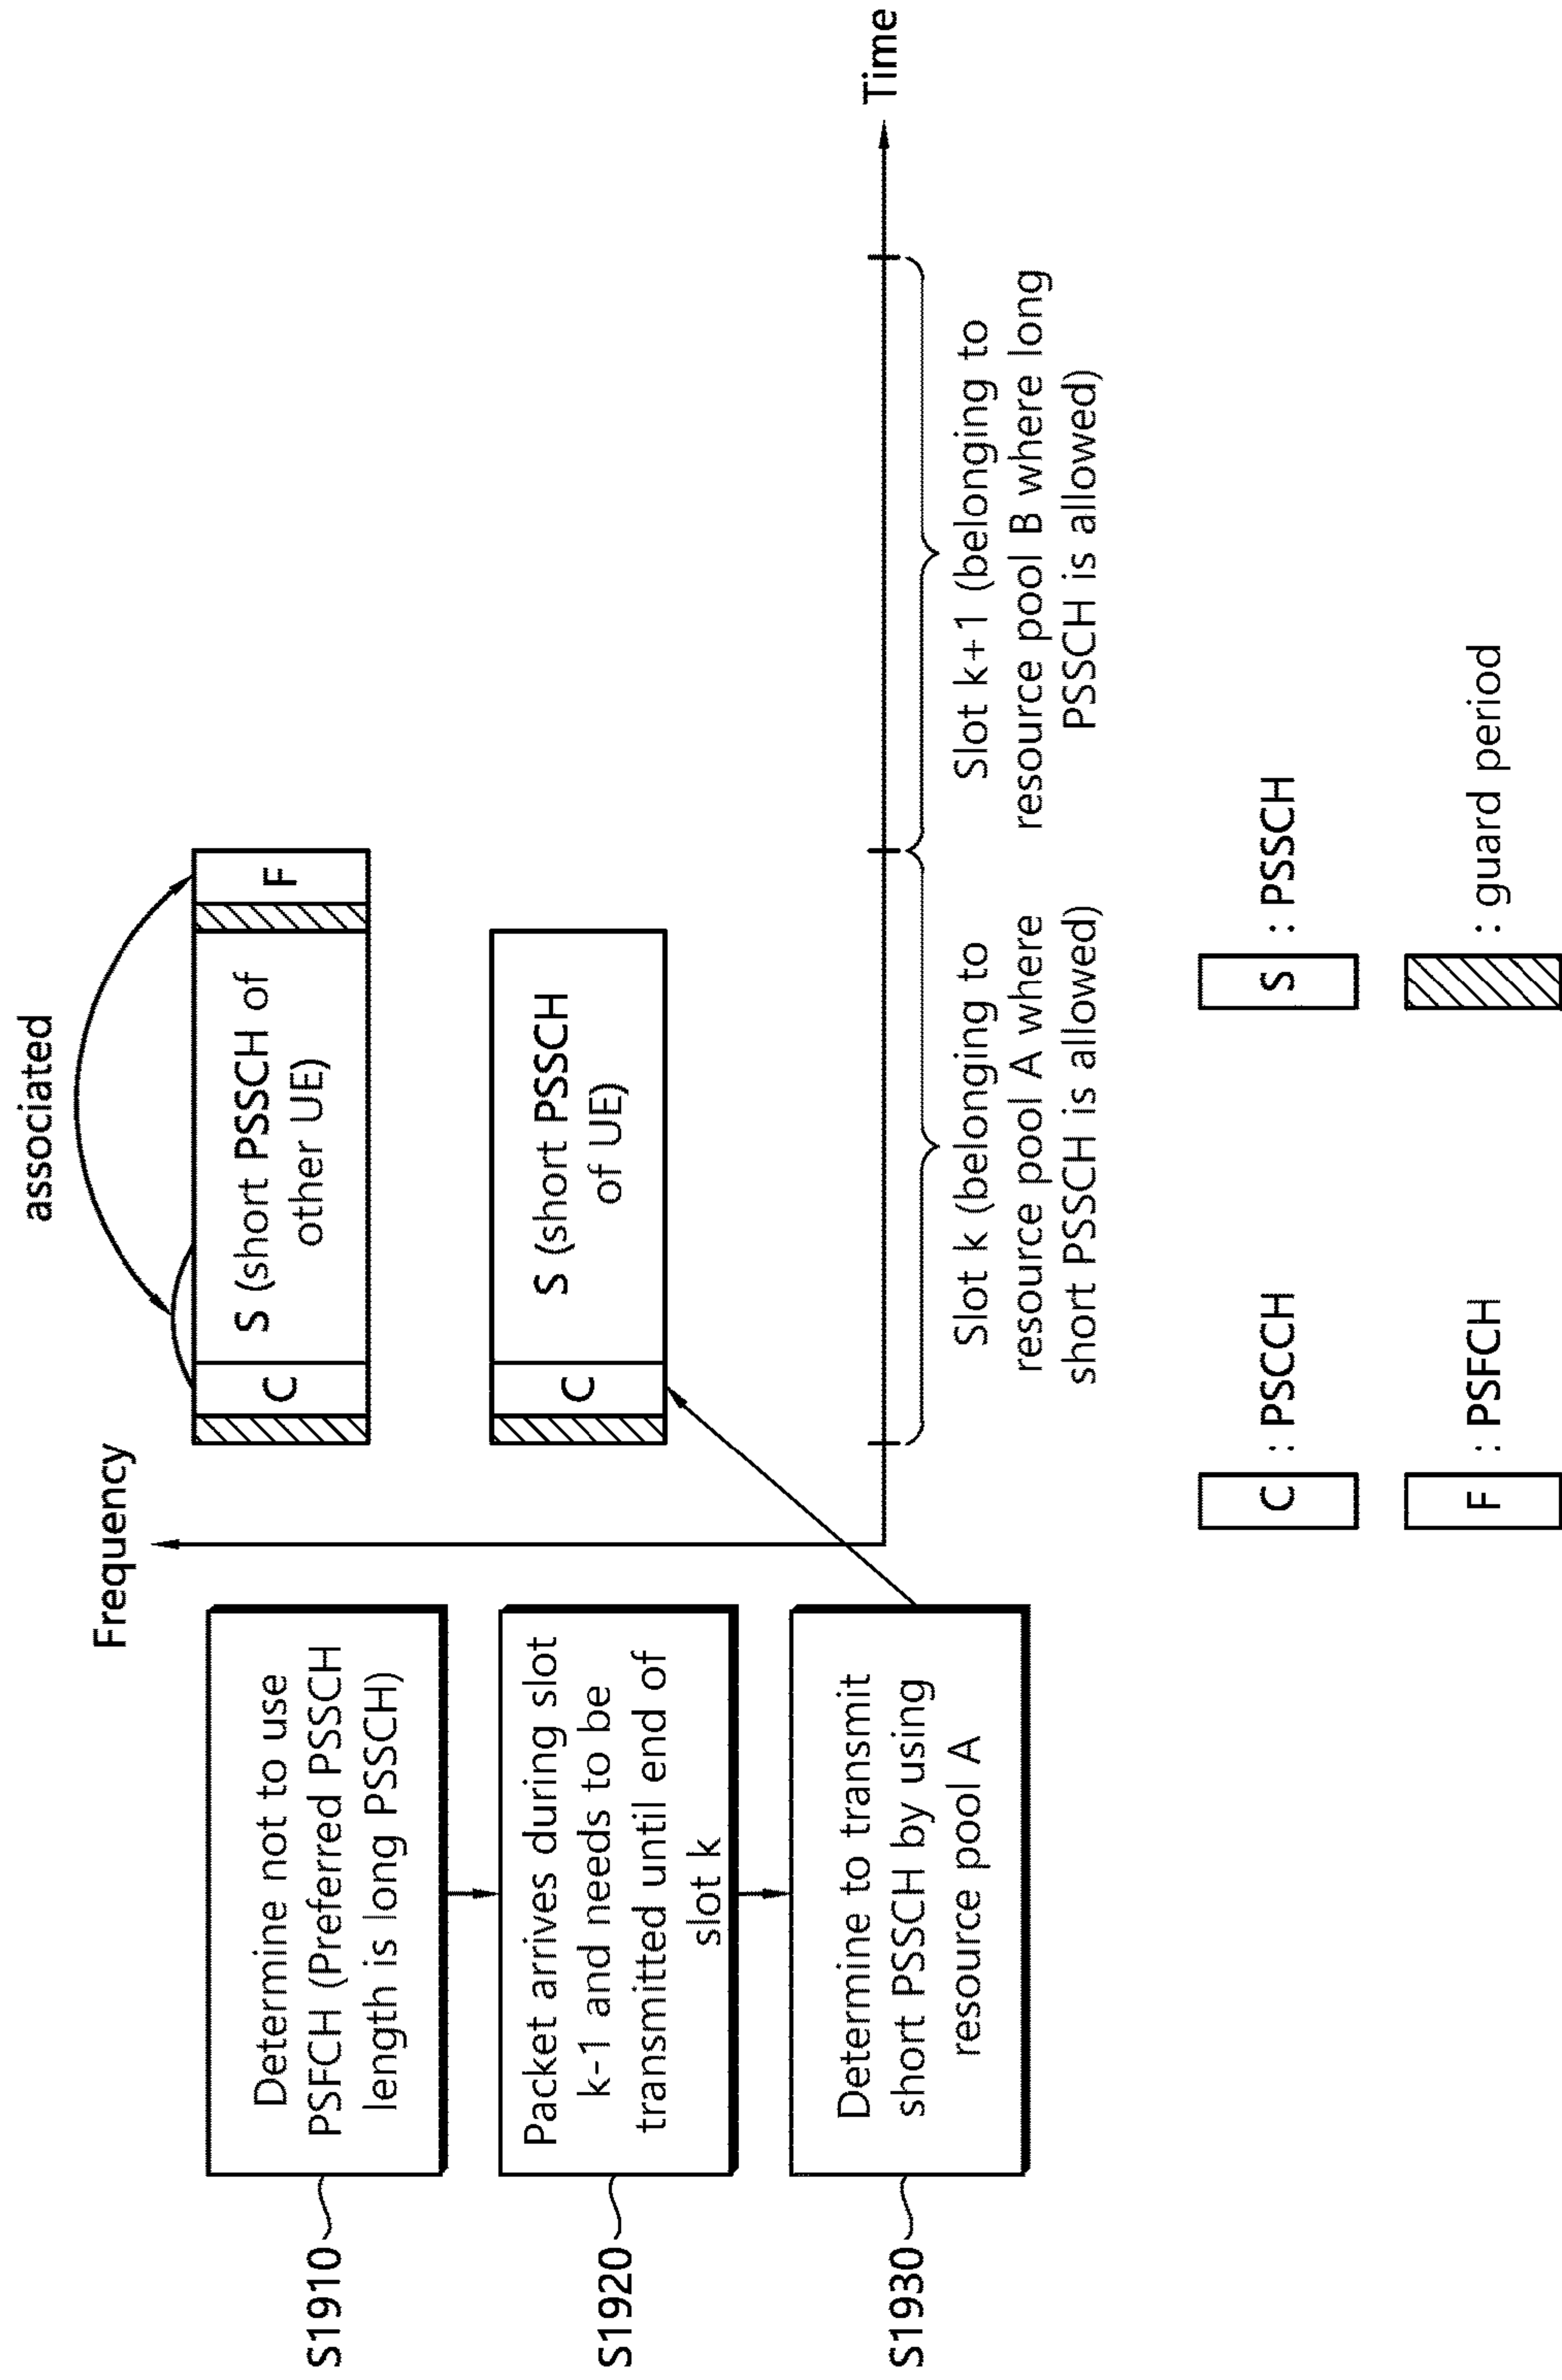 S1910
Determine not to use
PSFCH (Preferred PSSCH
length is long PSSCH)
S1920
Packet arrives during slot
k-1 and needs to be
transmitted until end of
slot k
S1930
Determine to transmit
short PSSCH by using
resource pool A
Frequency
associated
C
S (short PSSCH of
other UE)
F
C
S (short PSSCH
of UE)
Time
Slot k (belonging to
resource pool A where
short PSSCH is allowed)
Slot k+1 (belonging to
resource pool B where long
PSSCH is allowed)
C : PSCCH
S : PSSCH
F : PSFCH
: guard period